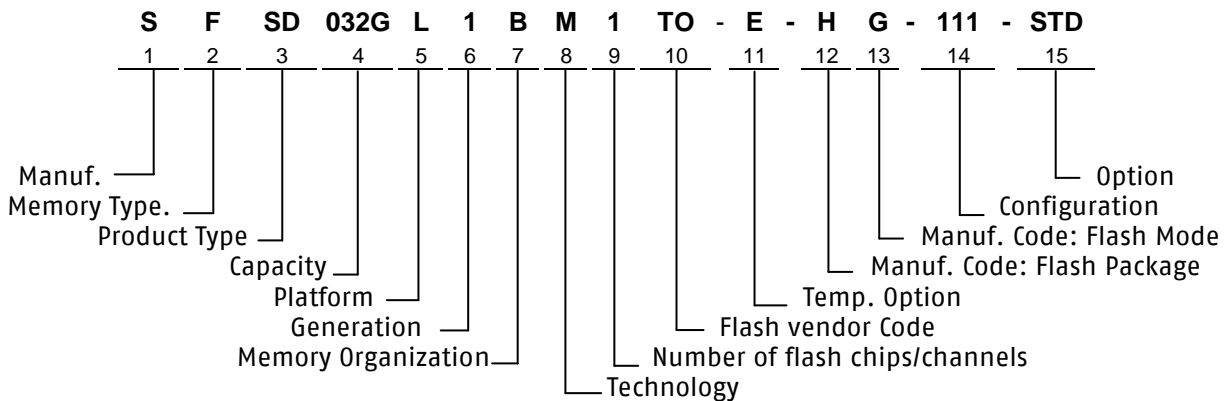 S F SD 032G L 1 B M 1 TO - E - H G - 111 - STD
1 2 3 4 5 6 7 8 9 10 11 12 13 14 15
Manuf. Option
Memory Type. Configuration
Product Type Manuf. Code: Flash Mode
Capacity Manuf. Code: Flash Package
Platform Temp. Option
Generation Flash vendor Code
Memory Organization Number of flash chips/channels
Technology